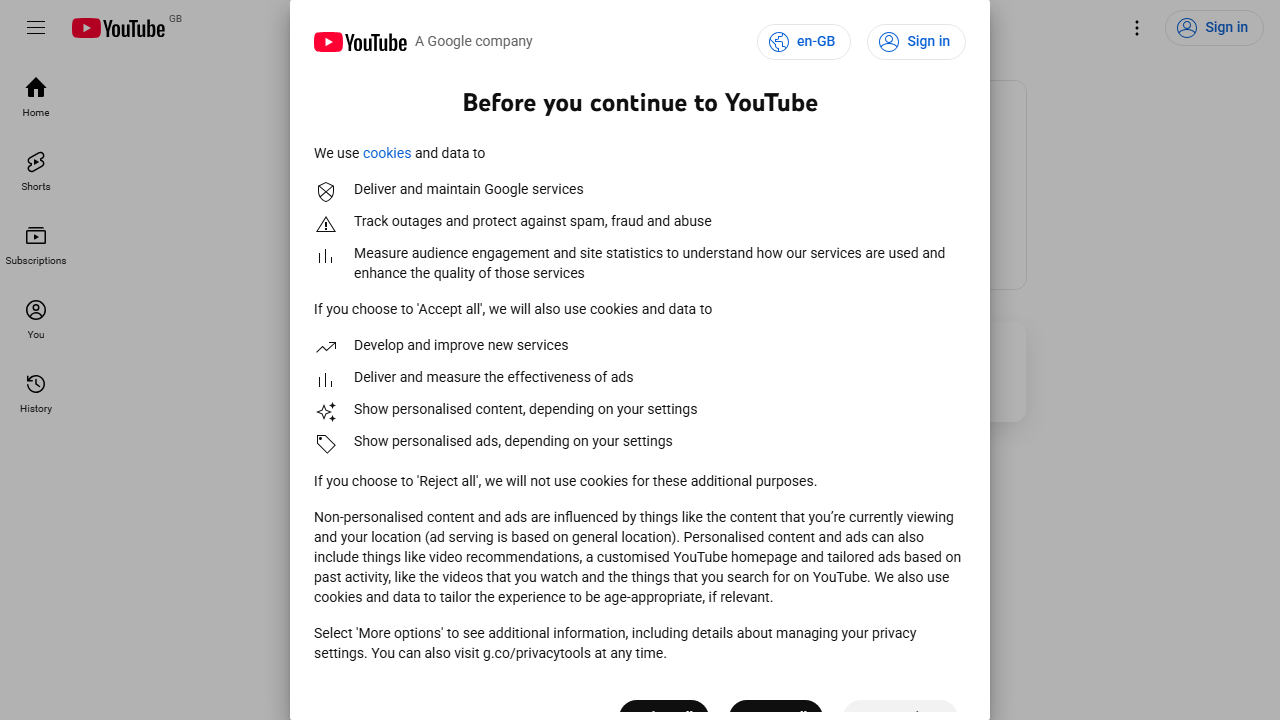 YouTube GB
Sign in
Home
Shorts
Subscriptions
You
History
YouTube A Google company
en-GB
Sign in
Before you continue to YouTube
We use cookies and data to
Deliver and maintain Google services
Track outages and protect against spam, fraud and abuse
Measure audience engagement and site statistics to understand how our services are used and
enhance the quality of those services
If you choose to 'Accept all', we will also use cookies and data to
Develop and improve new services
Deliver and measure the effectiveness of ads
Show personalised content, depending on your settings
Show personalised ads, depending on your settings
If you choose to 'Reject all', we will not use cookies for these additional purposes.
Non-personalised content and ads are influenced by things like the content that you’re currently viewing
and your location (ad serving is based on general location). Personalised content and ads can also
include things like video recommendations, a customised YouTube homepage and tailored ads based on
past activity, like the videos that you watch and the things that you search for on YouTube. We also use
cookies and data to tailor the experience to be age-appropriate, if relevant.
Select 'More options' to see additional information, including details about managing your privacy
settings. You can also visit g.co/privacytools at any time.